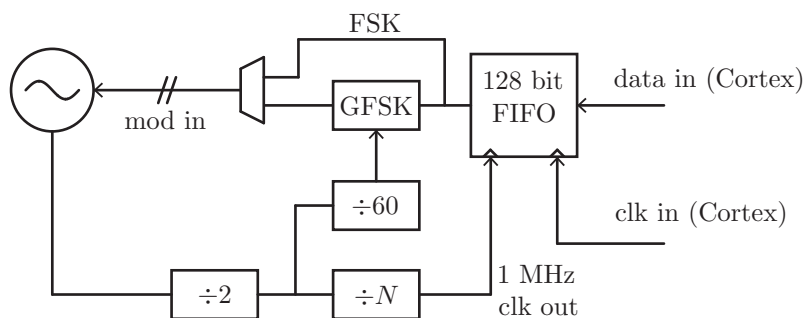 FSK
128 bit
FIFO
data in (Cortex)
GFSK
mod in
÷60
clk in (Cortex)
÷2
÷N
1 MHz
clk out